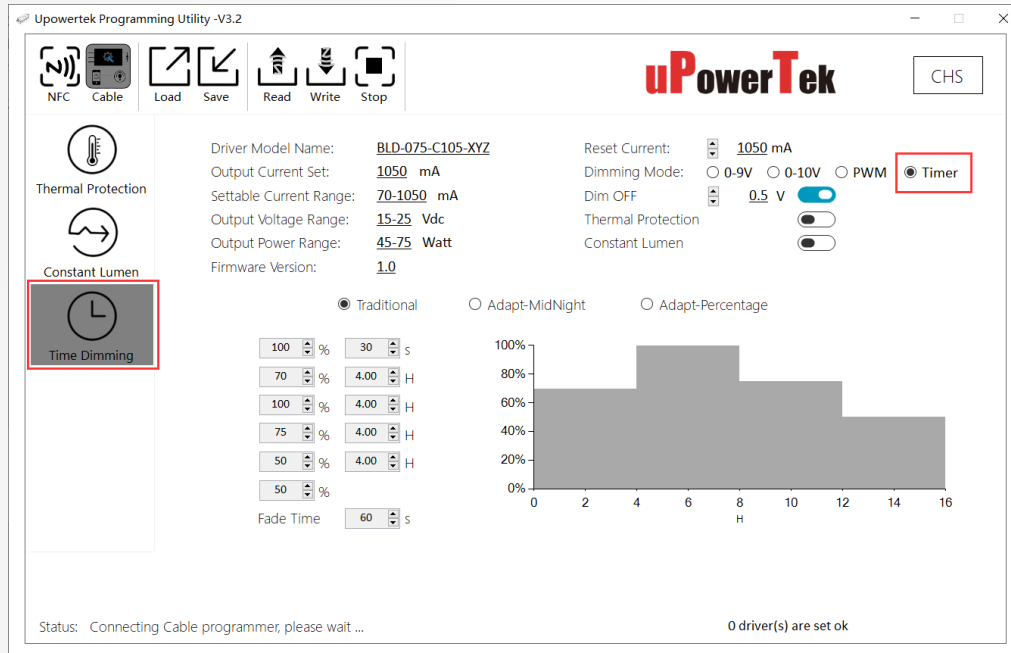 Upowertek Programming Utility -V3.2
NFC Cable Load Save Read Write Stop
uPowerTek
CHS
Thermal Protection
Constant Lumen
Time Dimming
Driver Model Name: BLD-075-C105-XYZ
Output Current Set: 1050 mA
Settable Current Range: 70-1050 mA
Output Voltage Range: 15-25 Vdc
Output Power Range: 45-75 Watt
Firmware Version: 1.0
Reset Current: 1050 mA
Dimming Mode: 0-9V 0-10V PWM Timer
Dim OFF 0.5 V
Thermal Protection
Constant Lumen
Traditional Adapt-MidNight Adapt-Percentage
100 % 30 s
70 % 4.00 H
100 % 4.00 H
75 % 4.00 H
50 % 4.00 H
50 %
Fade Time 60 s
100%
80%
60%
40%
20%
0%
0 2 4 6 8 10 12 14 16
H
Status: Connecting Cable programmer, please wait ...
0 driver(s) are set ok